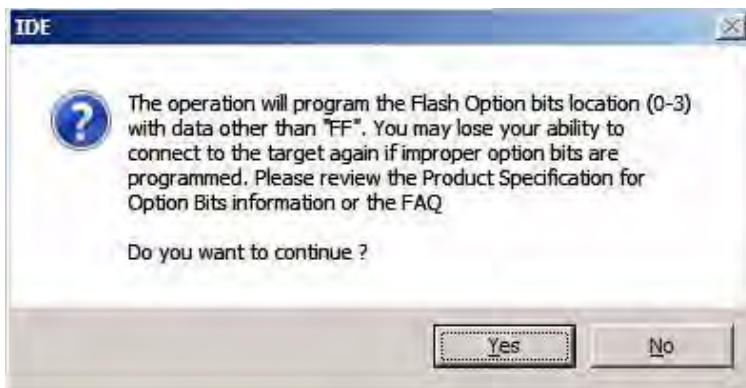 IDE
The operation will program the Flash Option bits location (0-3)
with data other than "FF". You may lose your ability to
connect to the target again if improper option bits are
programmed. Please review the Product Specification for
Option Bits information or the FAQ
Do you want to continue ?
Yes
No